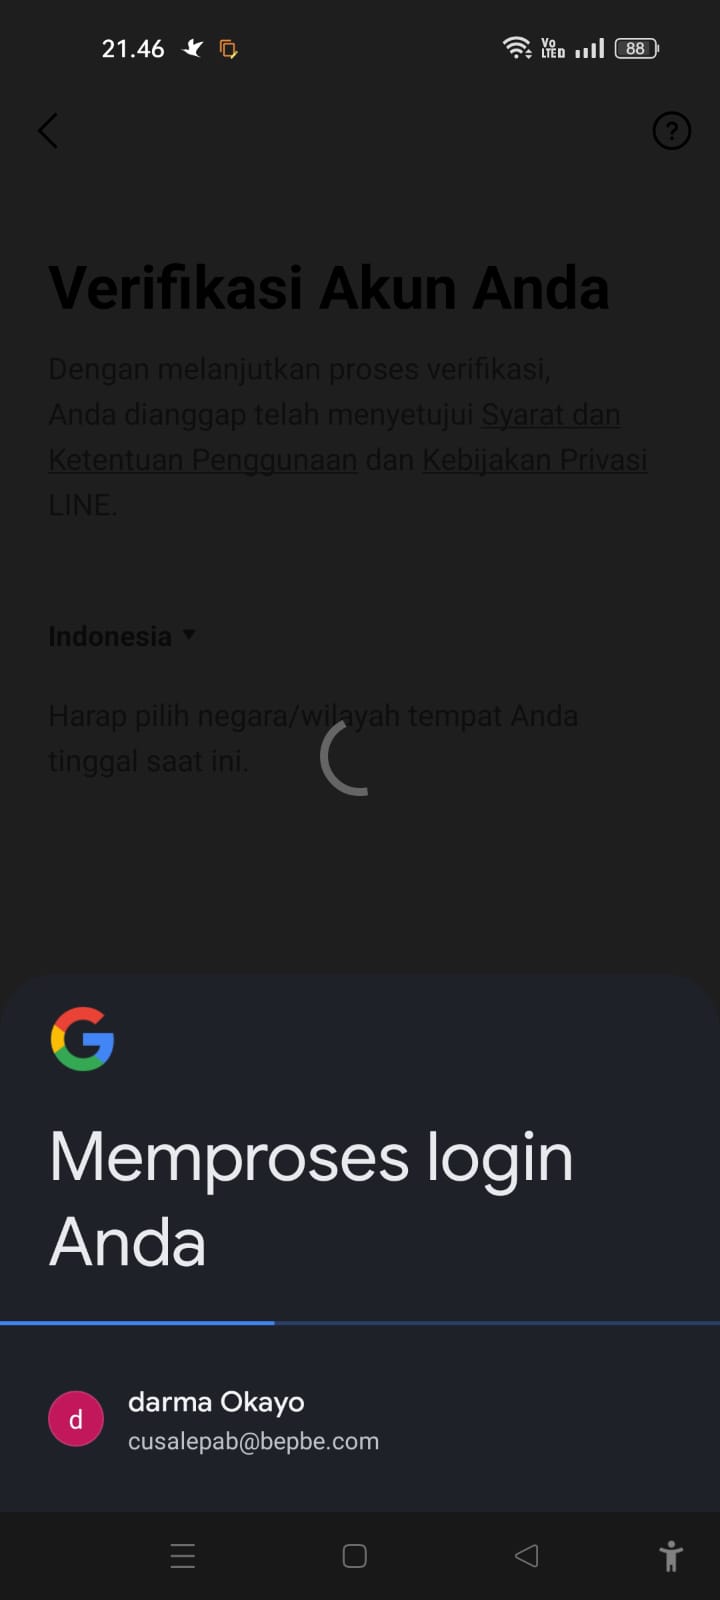 21.46
Vo
LTED
88
?
Verifikasi Akun Anda
Dengan melanjutkan proses verifikasi,
Anda dianggap telah menyetujui Syarat dan
Ketentuan Penggunaan dan Kebijakan Privasi
LINE.
Indonesia
Harap pilih negara/wilayah tempat Anda
tinggal saat ini.
G
Memproses login
Anda
d
darma Okayo
cusalepab@bepbe.com